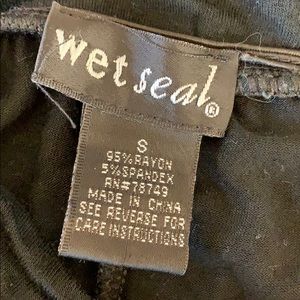 wet seal®
S
95%RAYON
5%SPANDEX
RN#78749
MADE IN CHINA
SEE REVERSE FOR
CARE INSTRUCTIONS